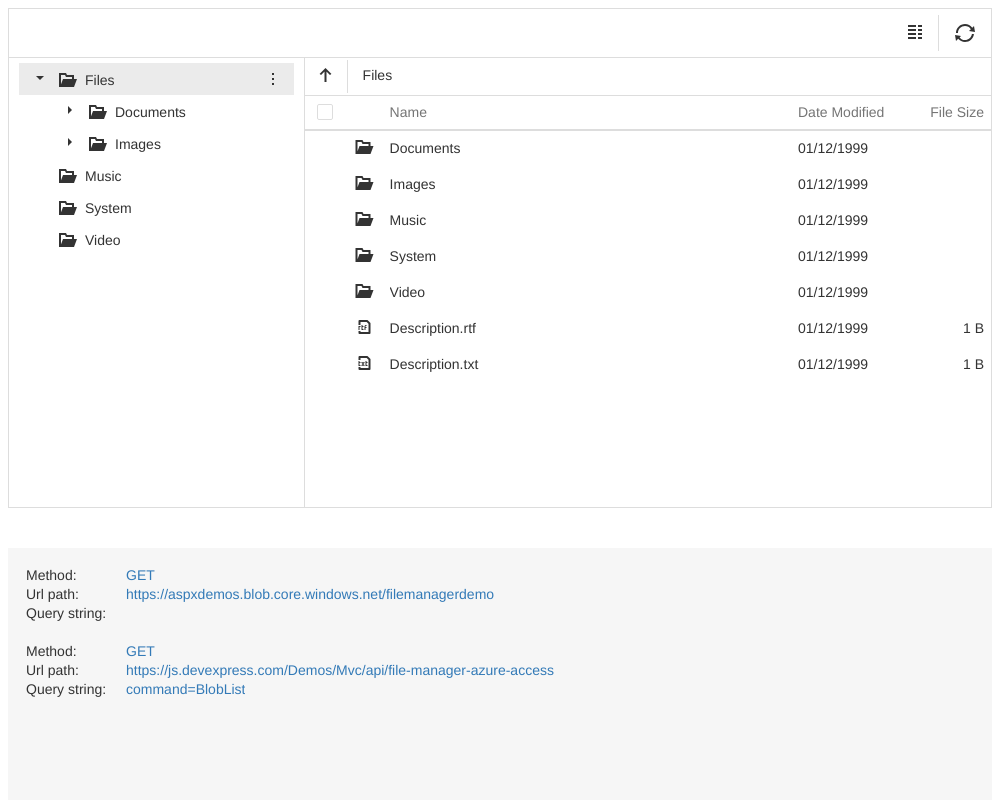 Files
Documents
Images
Music
System
Video
Files
Name Date Modified File Size
Documents 01/12/1999
Images 01/12/1999
Music 01/12/1999
System 01/12/1999
Video 01/12/1999
rtf Description.rtf 01/12/1999 1 B
txt Description.txt 01/12/1999 1 B
Method: GET
Url path: https://aspxdemos.blob.core.windows.net/filemanagerdemo
Query string:
Method: GET
Url path: https://js.devexpress.com/Demos/Mvc/api/file-manager-azure-access
Query string: command=BlobList